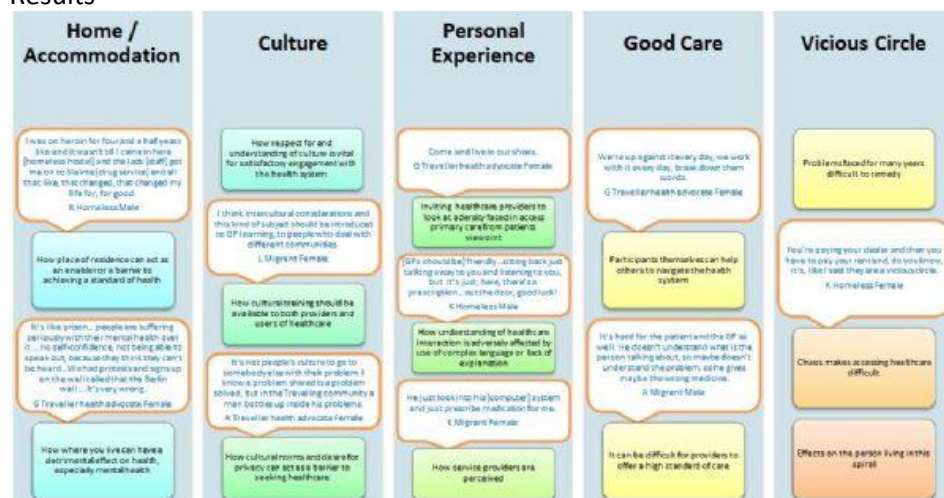 Results
Home /
Accommodation
I was on heroin for four and a half years
like and it wasn't till I came in here
[homeless hostel] and the lads [staff] got
me on to [drug service] and all
that like, that changed, that changed my
life for, for good.
K Homeless Male
How place of residence can act as
an enabler or a barrier to
achieving a standard of health
It's like prison... people are suffering
seriously with their mental health over
it ... no self-confidence, not being able to
speak out, because they think they can't
be heard... We had protests and signs up
on the wall called that the Berlin
wall ... it's very wrong.
G Traveller health advocate Female
How where you live can have a
detrimental effect on health,
especially mental health
Culture
How respect for and
understanding of culture is vital
for satisfactory engagement with
the health system
I think intercultural considerations and
this kind of subject should be introduced
to GP learning, to people who deal with
different communities
L Migrant Female
How cultural training should be
available to both providers and
users of healthcare
It's not people's culture to go to
somebody else with their problem. I
know a problem shared is a problem
solved, but in the Travelling community a
man bottles up inside his problems.
A Traveller health advocate Female
How cultural norms and desire for
privacy can act as a barrier to
seeking healthcare
Personal
Experience
Come and live in our shoes.
G Traveller health advocate Female
Inviting healthcare providers to
look at adversity faced in access
primary care from patients
viewpoint
[GPs should be] friendly...sitting back just
talking away to you and listening to you,
but it's just, here, there's a
prescription... out the door, good luck!
K Homeless Male
How understanding of healthcare
interaction is adversely affected by
use of complex language or lack of
explanation
He just look into his [computer] system
and just prescribe medication for me.
K Migrant Female
How service providers are
perceived
Good Care
We're up against it every day, we work
with it every day, break down them
words.
G Traveller health advocate Female
Participants themselves can help
others to navigate the health
system
It's hard for the patient and the GP as
well. He doesn't understand what is the
person talking about, so maybe doesn't
understand the problem, so he gives
maybe the wrong medicine.
A Migrant Male
It can be difficult for providers to
offer a high standard of care
Vicious Circle
Problems faced for many years
difficult to remedy
You're paying your dealer and then you
have to pay your rent and, do you know,
it's, like I said they are a vicious circle.
K Homeless Female
Chaos makes accessing healthcare
difficult
Effects on the person living in this
spiral